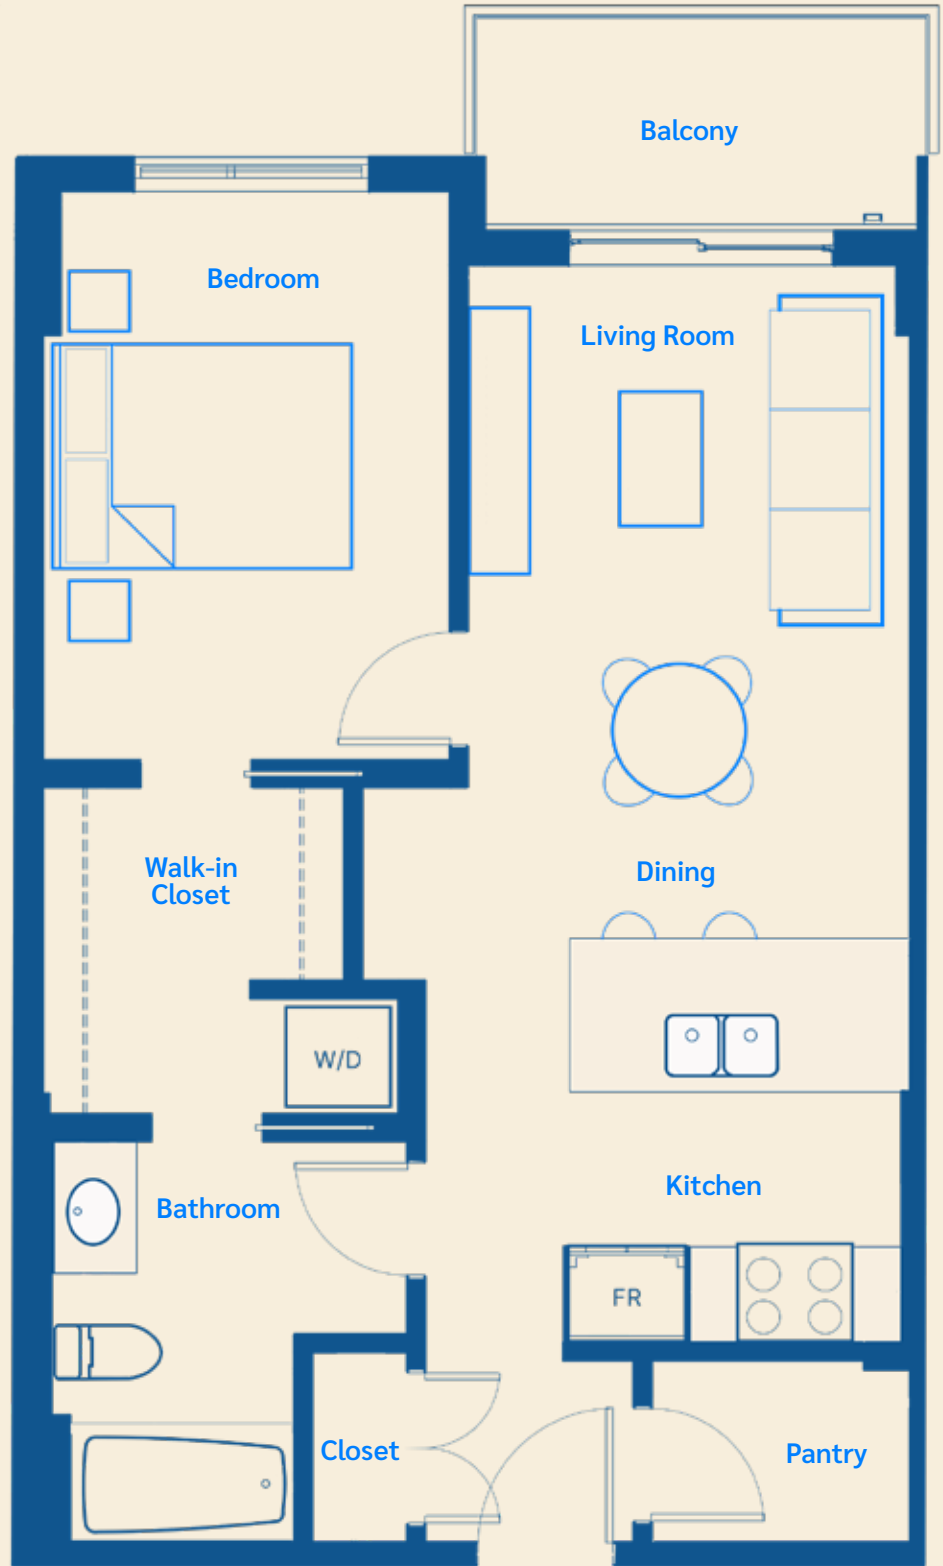 Balcony
Bedroom
Living Room
Walk-in
Closet
Dining
W/D
Kitchen
Bathroom
FR
Closet
Pantry